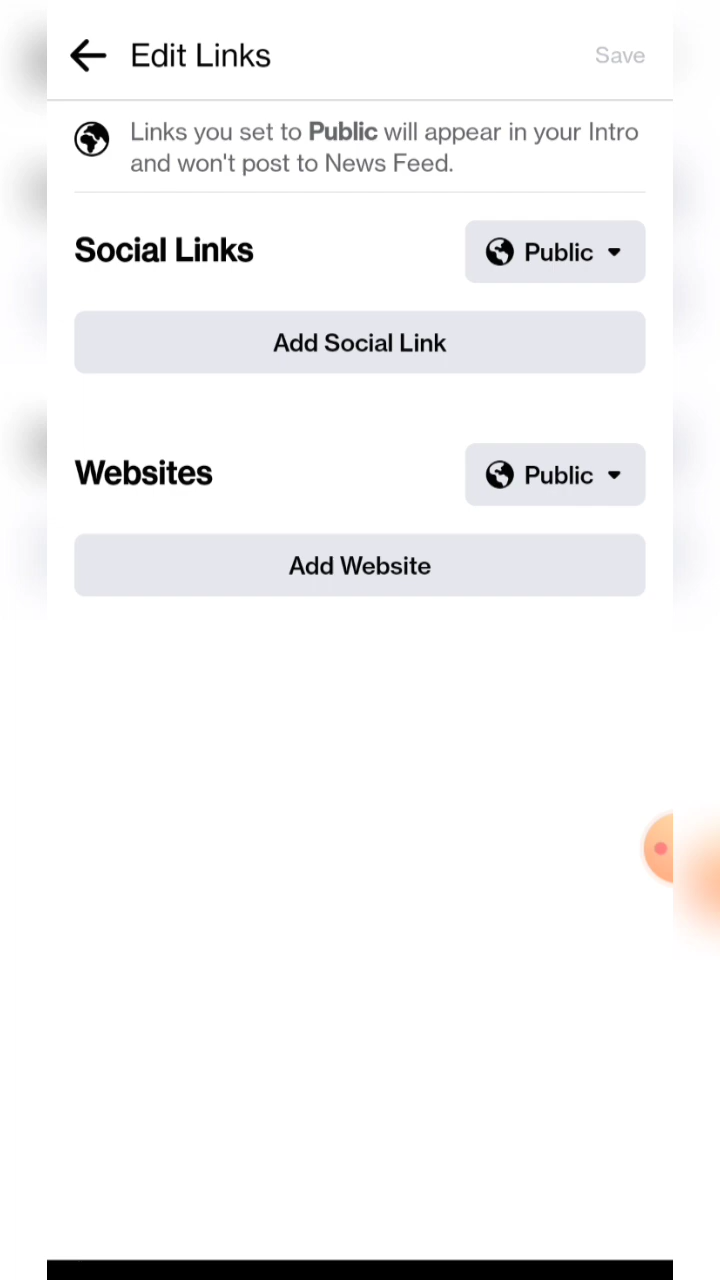 Edit Links
Save
Links you set to Public will appear in your Intro
and won't post to News Feed.
Social Links
Public
Add Social Link
Websites
Public
Add Website